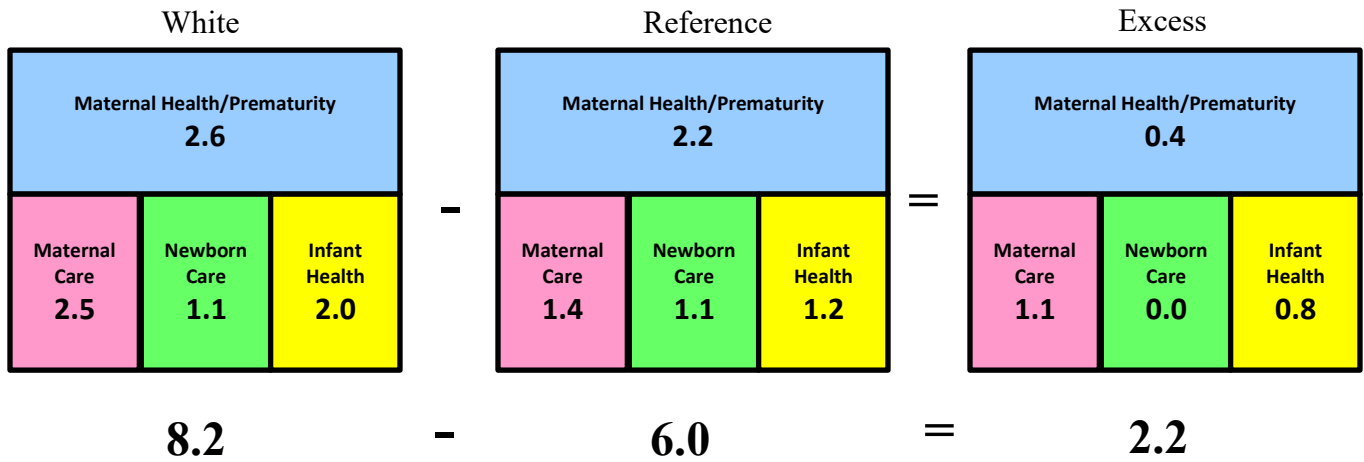 White
Reference
Excess
Maternal Health/Prematurity
2.6
Maternal Health/Prematurity
2.2
Maternal Health/Prematurity
0.4
-
=
Maternal
Care
2.5
Newborn
Care
1.1
Infant
Health
2.0
Maternal
Care
1.4
Newborn
Care
1.1
Infant
Health
1.2
Maternal
Care
1.1
Newborn
Care
0.0
Infant
Health
0.8
8.2 - 6.0 = 2.2